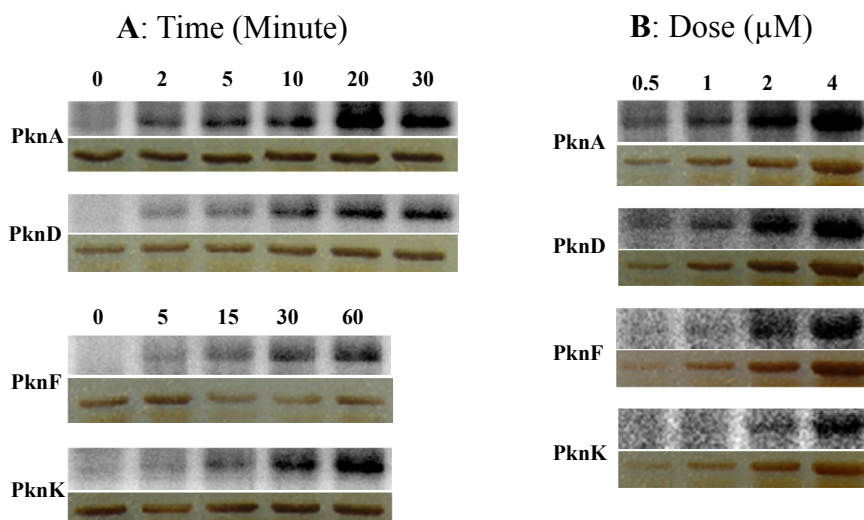 A: Time (Minute)
0 2 5 10 20 30
PknA
PknD
0 5 15 30 60
PknF
PknK
B: Dose (μM)
0.5 1 2 4
PknA
PknD
PknF
PknK